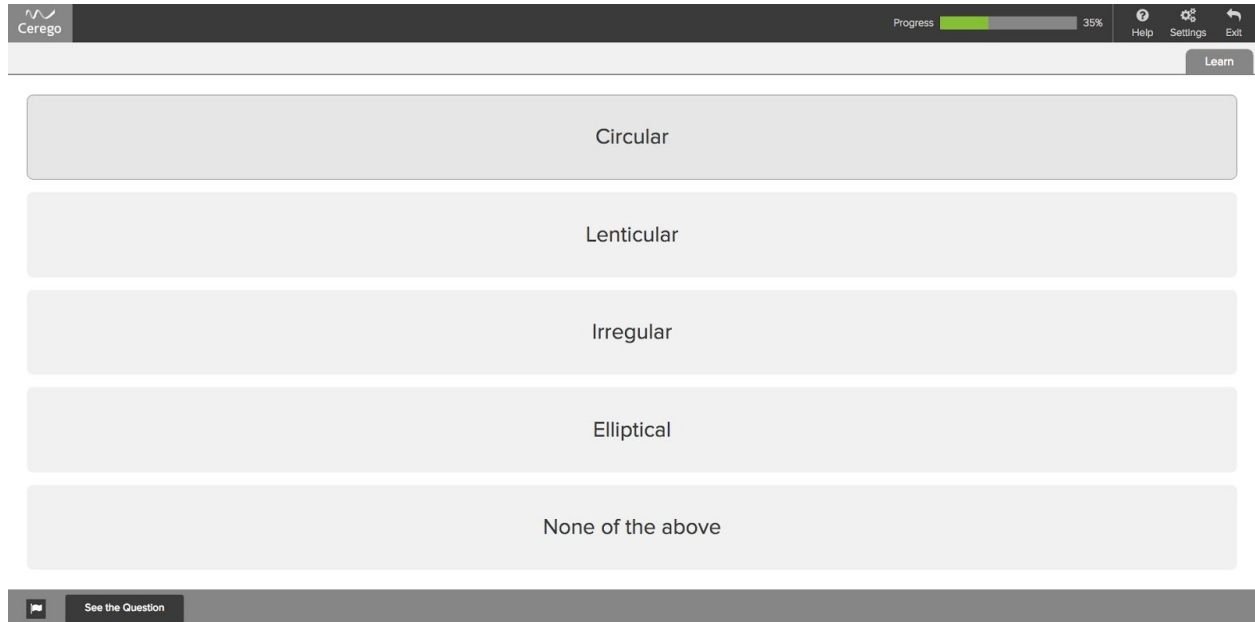 Cerego
Progress 35%
Help Settings Exit
Learn
Circular
Lenticular
Irregular
Elliptical
None of the above
See the Question